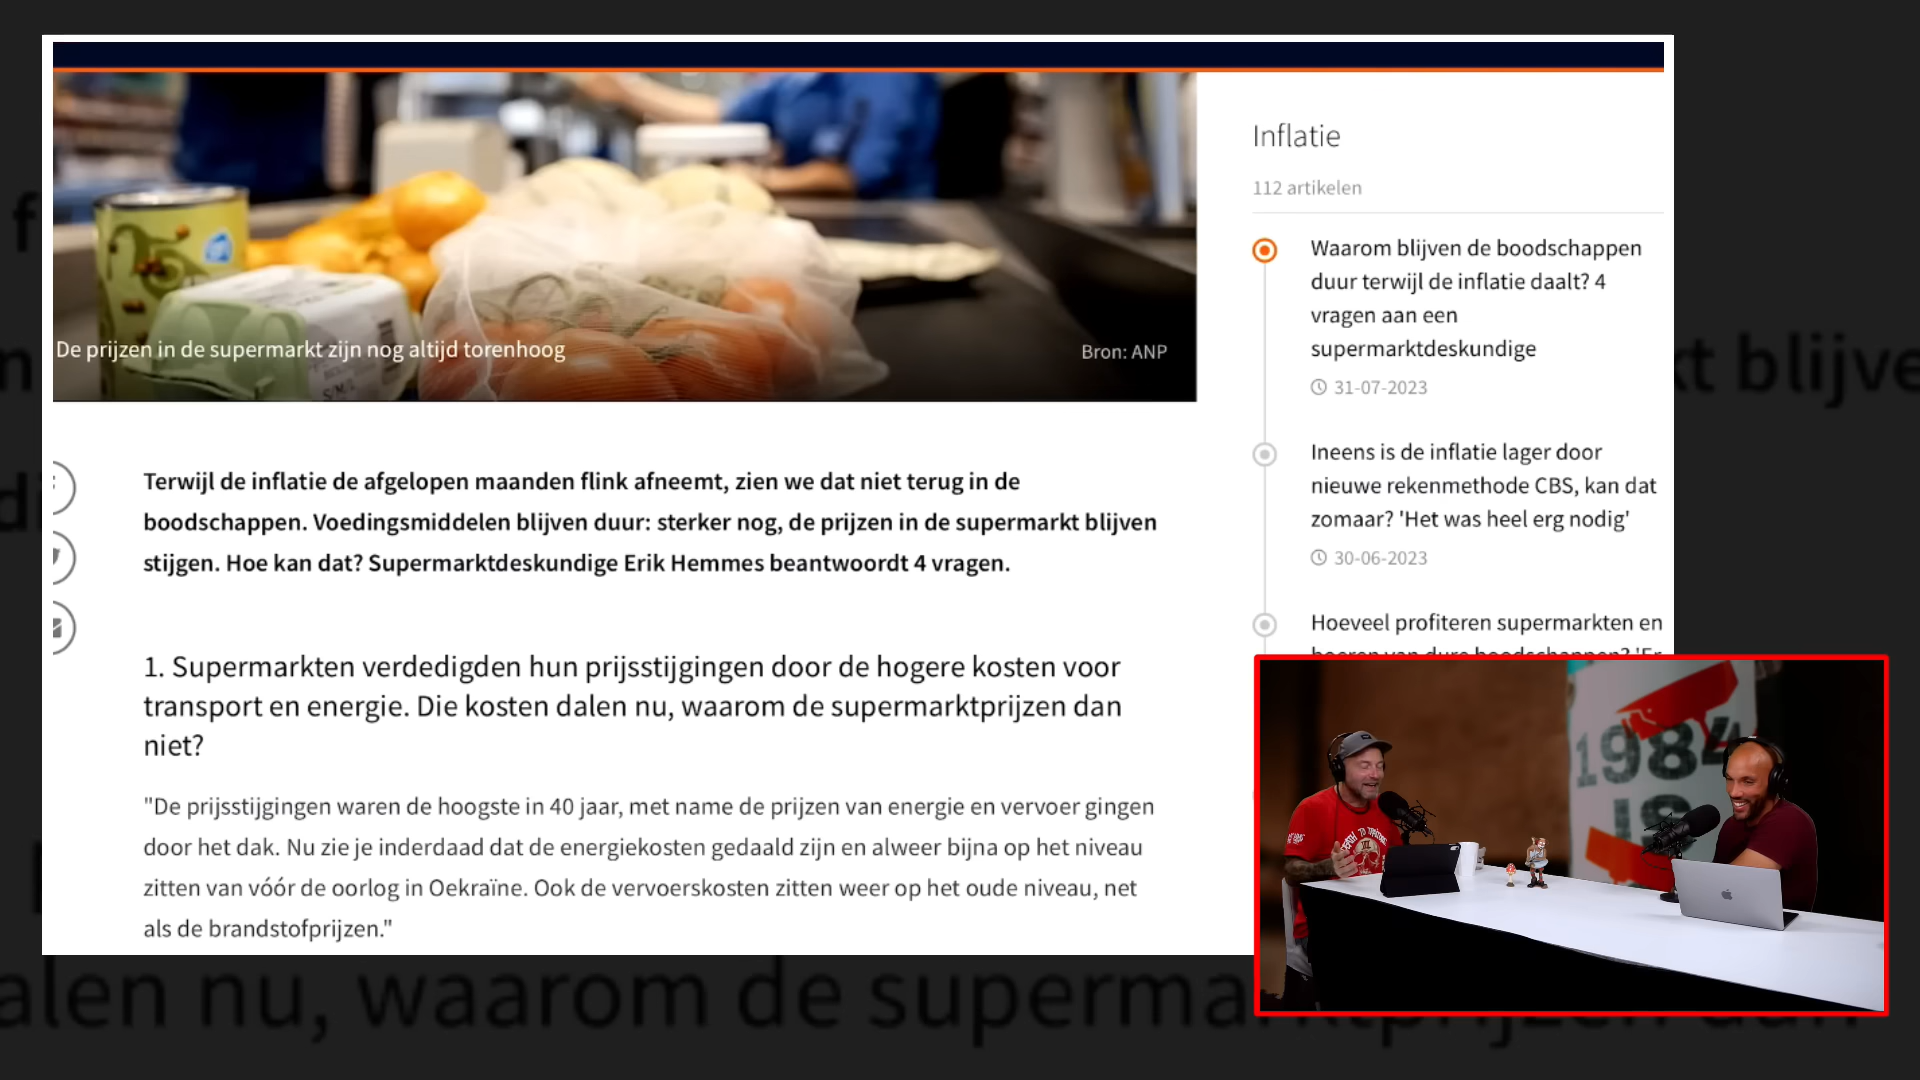 De prijzen in de supermarkt zijn nog altijd torenhoog
Bron: ANP
Terwijl de inflatie de afgelopen maanden flink afneemt, zien we dat niet terug in de
boodschappen. Voedingsmiddelen blijven duur: sterker nog, de prijzen in de supermarkt blijven
stijgen. Hoe kan dat? Supermarktdeskundige Erik Hemmes beantwoordt 4 vragen.
1. Supermarkten verdedigden hun prijsstijgingen door de hogere kosten voor
transport en energie. Die kosten dalen nu, waarom de supermarktprijzen dan
niet?
"De prijsstijgingen waren de hoogste in 40 jaar, met name de prijzen van energie en vervoer gingen
door het dak. Nu zie je inderdaad dat de energiekosten gedaald zijn en alweer bijna op het niveau
zitten van vóór de oorlog in Oekraïne. Ook de vervoerskosten zitten weer op het oude niveau, net
als de brandstofprijzen."
Inflatie
112 artikelen
Waarom blijven de boodschappen
duur terwijl de inflatie daalt? 4
vragen aan een
supermarktdeskundige
31-07-2023
Ineens is de inflatie lager door
nieuwe rekenmethode CBS, kan dat
zomaar? 'Het was heel erg nodig'
30-06-2023
Hoeveel profiteren supermarkten en
boeren van dure boodschappen? 'Er
1984
IS
kt blijve
alen nu, waarom de superma